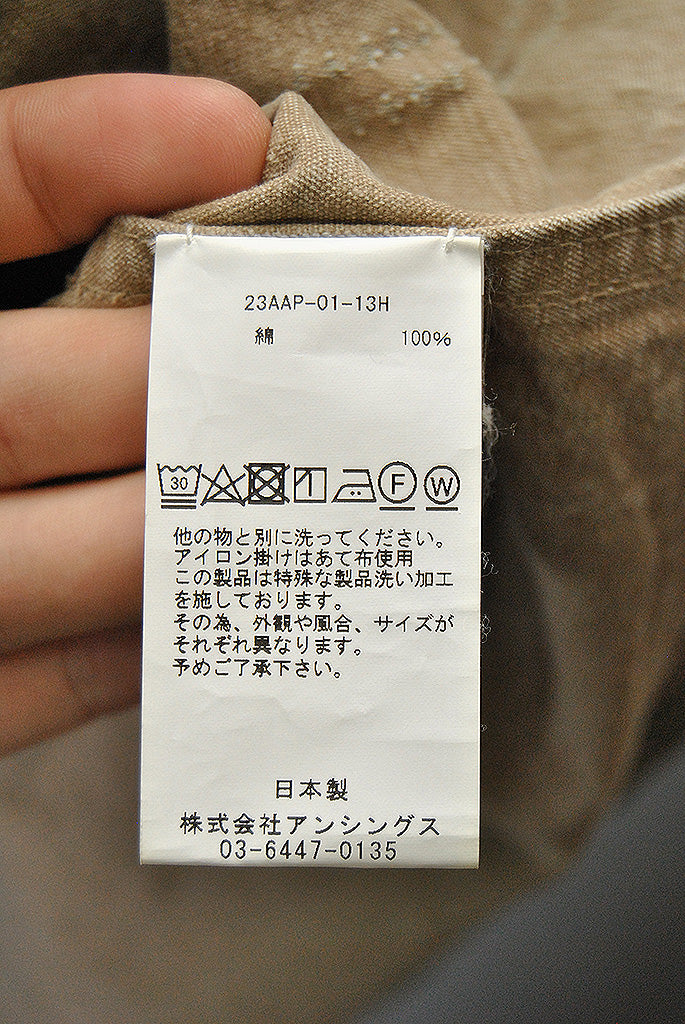 23AAP-01-13H
綿 100%
30 F W
他の物と別に洗ってください。
アイロン掛けはあて布使用
この製品は特殊な製品洗い加工
を施しております。
その為、外観や風合、サイズが
それぞれ異なります。
予めご了承下さい。
日本製
株式会社アンシングス
03-6447-0135